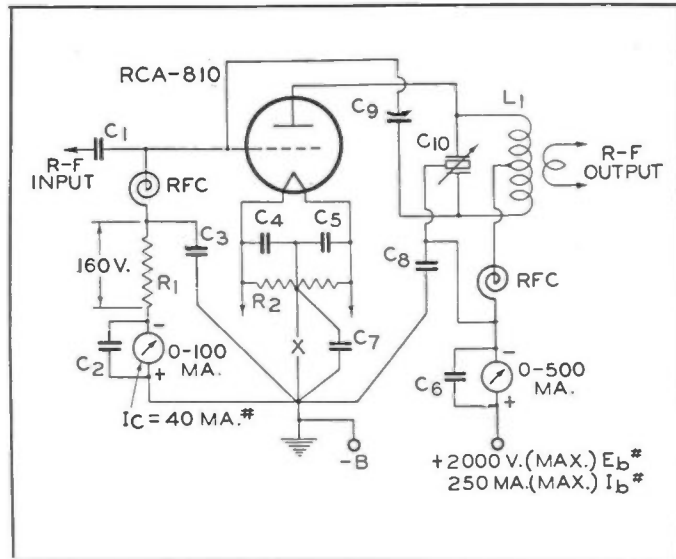 RCA-810
C1
R-F
INPUT
RFC
C9
L1
C10
R-F
OUTPUT
C4
C5
C3
160 V.
R1
R2
C8
RFC
C2
-
0-100
MA.
+
IC = 40 MA.#
X
C7
C6
-
0-500
MA.
+
-B
+2000 V. (MAX.) Eb#
250 MA. (MAX.) Ib#